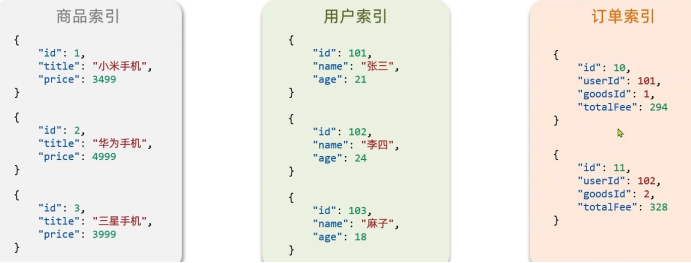 商品索引
{
"id": 1,
"title": "小米手机",
"price": 3499
}
{
"id": 2,
"title": "华为手机",
"price": 4999
}
{
"id": 3,
"title": "三星手机",
"price": 3999
}
用户索引
{
"id": 101,
"name": "张三",
"age": 21
}
{
"id": 102,
"name": "李四",
"age": 24
}
{
"id": 103,
"name": "麻子",
"age": 18
}
订单索引
{
"id": 10,
"userId": 101,
"goodsId": 1,
"totalFee": 294
}
{
"id": 11,
"userId": 102,
"goodsId": 2,
"totalFee": 328
}